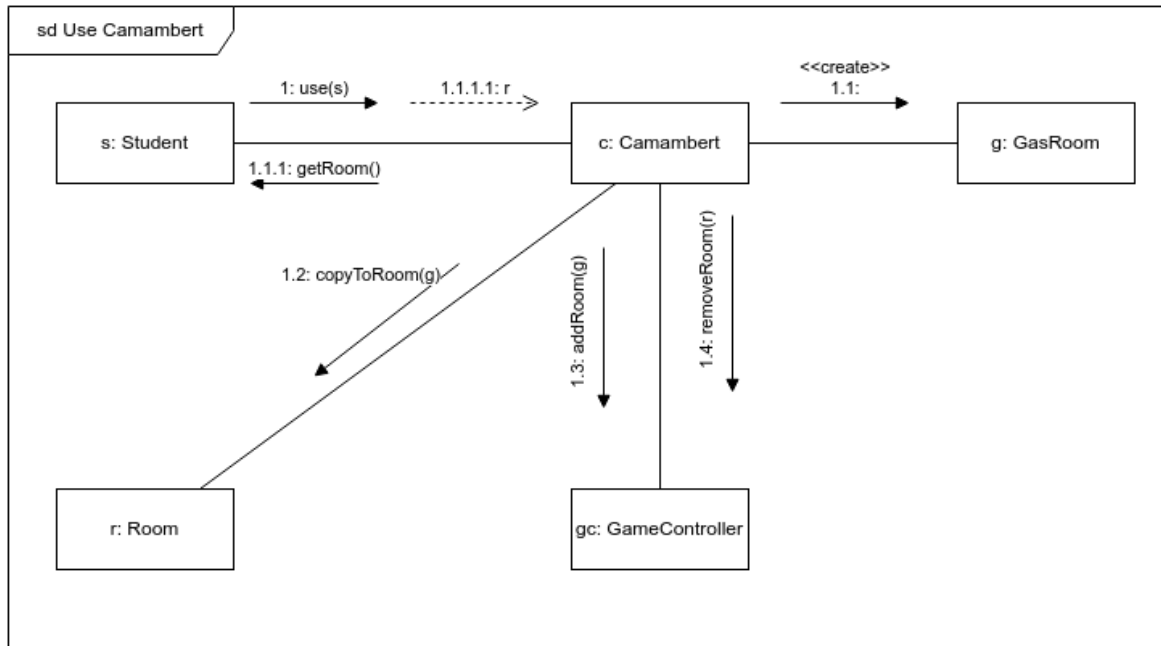 sd Use Camambert
<<create>>
1: use(s)
1.1.1.1: r
1.1:
s: Student
c: Camambert
g: GasRoom
1.1.1: getRoom()
1.2: copyToRoom(g)
1.3: addRoom(g)
1.4: removeRoom(r)
r: Room
gc: GameController